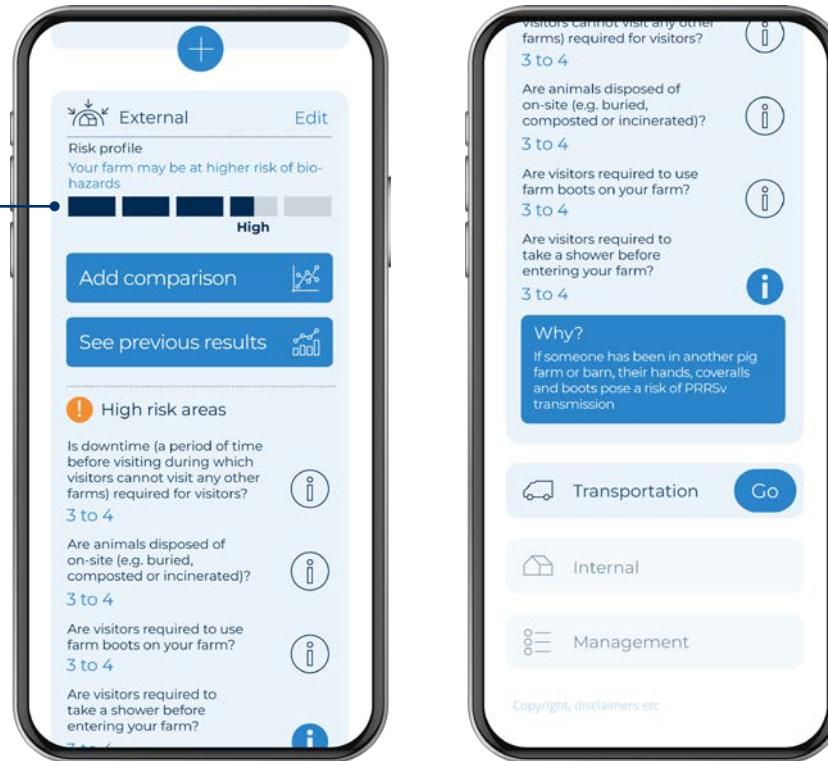 External
Edit
Risk profile
Your farm may be at higher risk of bio-
hazards
High
Add comparison
See previous results
High risk areas
Is downtime (a period of time
before visiting during which
visitors cannot visit any other
farms) required for visitors?
3 to 4
Are animals disposed of
on-site (e.g. buried,
composted or incinerated)?
3 to 4
Are visitors required to use
farm boots on your farm?
3 to 4
Are visitors required to
take a shower before
entering your farm?
3 to 4
visitors cannot visit any other
farms) required for visitors?
3 to 4
Are animals disposed of
on-site (e.g. buried,
composted or incinerated)?
3 to 4
Are visitors required to use
farm boots on your farm?
3 to 4
Are visitors required to
take a shower before
entering your farm?
3 to 4
Why?
If someone has been in another pig
farm or barn, their hands, coveralls
and boots pose a risk of PRRSv
transmission
Transportation
Go
Internal
Management
Copyright, disclaimers etc